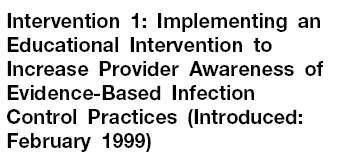 Intervention 1: Implementing an
Educational Intervention to
Increase Provider Awareness of
Evidence-Based Infection
Control Practices (Introduced:
February 1999)